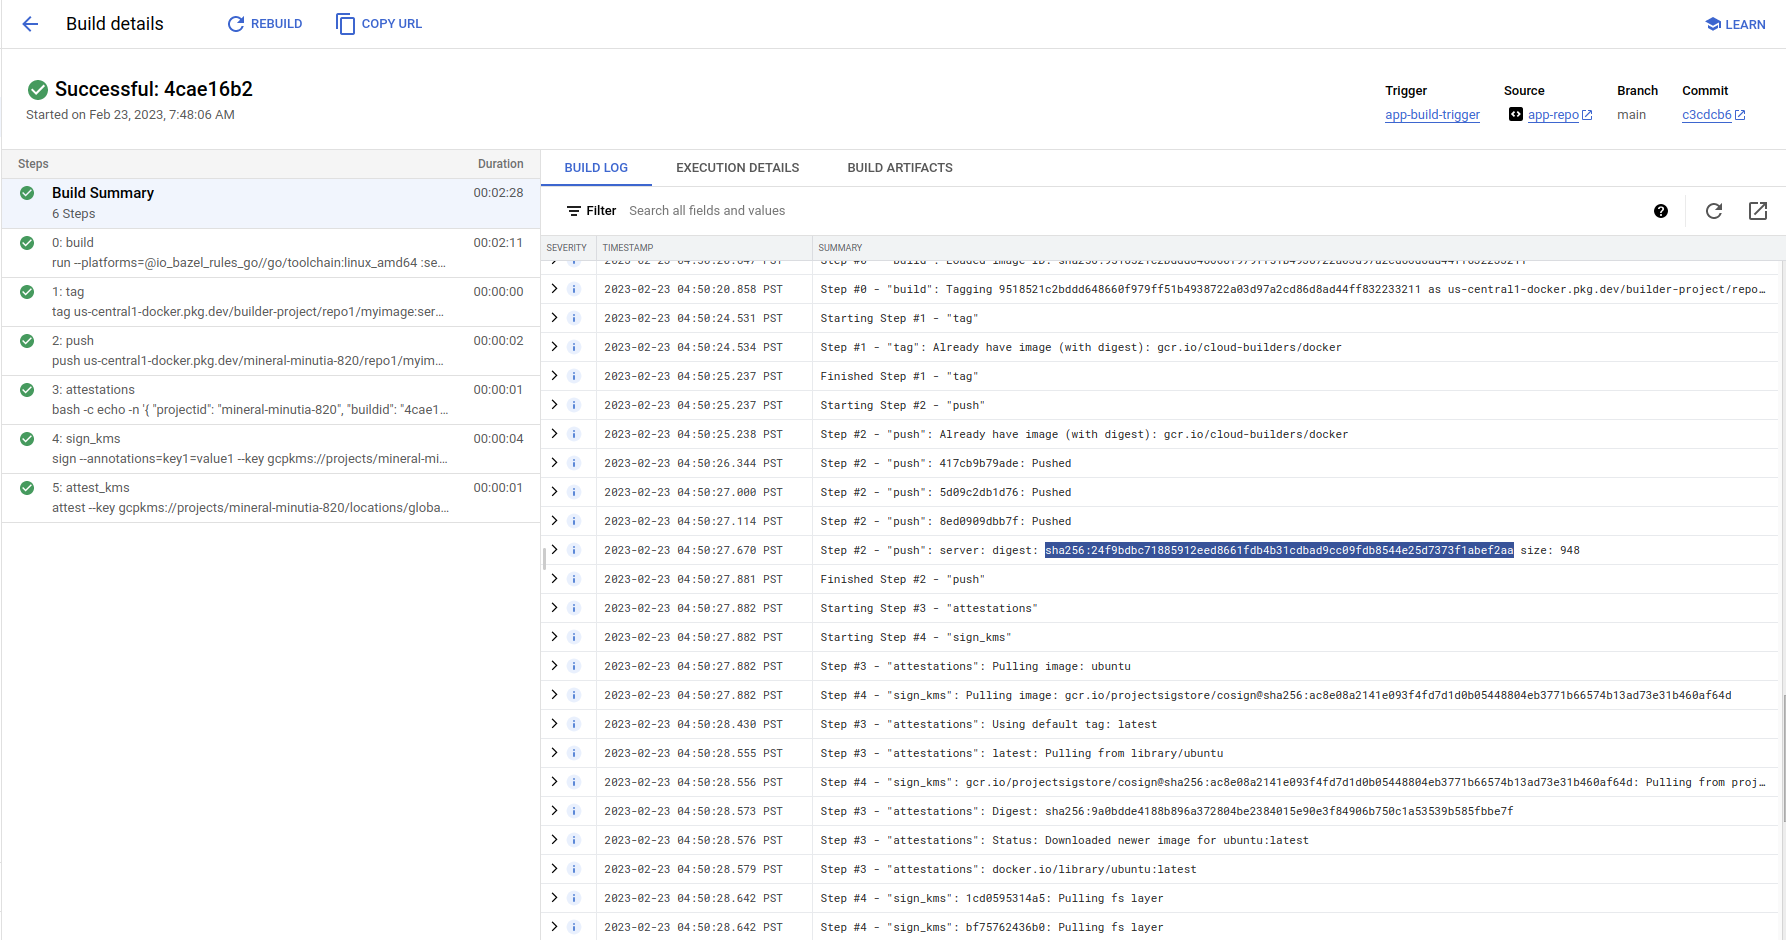 Build details
REBUILD
COPY URL
LEARN
Successful: 4cae16b2
Started on Feb 23, 2023, 7:48:06 AM
Trigger
Source
Branch
Commit
app-build-trigger
app-repo
main
c3cdcb6
Steps
Duration
Build Summary
00:02:28
6 Steps
0: build
00:02:11
run --platforms=@io_bazel_rules_go//go/toolchain:linux_amd64 :se...
1: tag
00:00:00
tag us-central1-docker.pkg.dev/builder-project/repo1/myimage:ser...
2: push
00:00:02
push us-central1-docker.pkg.dev/mineral-minutia-820/repo1/myim...
3: attestations
00:00:01
bash -c echo -n '{ "projectid": "mineral-minutia-820", "buildid": "4cae1...
4: sign_kms
00:00:04
sign --annotations=key1=value1 --key gcpkms://projects/mineral-mi...
5: attest_kms
00:00:01
attest --key gcpkms://projects/mineral-minutia-820/locations/globa...
BUILD LOG
EXECUTION DETAILS
BUILD ARTIFACTS
Filter Search all fields and values
SEVERITY TIMESTAMP SUMMARY
2023-02-23 04:50:20.858 PST Step #0 - "build": Tagging 9518521c2bddd648660f979ff51b4938722a03d97a2cd86d8ad44ff832233211 as us-central1-docker.pkg.dev/builder-project/repo...
2023-02-23 04:50:24.531 PST Starting Step #1 - "tag"
2023-02-23 04:50:24.534 PST Step #1 - "tag": Already have image (with digest): gcr.io/cloud-builders/docker
2023-02-23 04:50:25.237 PST Finished Step #1 - "tag"
2023-02-23 04:50:25.237 PST Starting Step #2 - "push"
2023-02-23 04:50:25.238 PST Step #2 - "push": Already have image (with digest): gcr.io/cloud-builders/docker
2023-02-23 04:50:26.344 PST Step #2 - "push": 417cb9b79ade: Pushed
2023-02-23 04:50:27.000 PST Step #2 - "push": 5d09c2db1d76: Pushed
2023-02-23 04:50:27.114 PST Step #2 - "push": 8ed0909dbb7f: Pushed
2023-02-23 04:50:27.670 PST Step #2 - "push": server: digest: sha256:24f9bdbc71885912eed8661fdb4b31cdbad9cc09fdb8544e25d7373f1abef2aa size: 948
2023-02-23 04:50:27.881 PST Finished Step #2 - "push"
2023-02-23 04:50:27.882 PST Starting Step #3 - "attestations"
2023-02-23 04:50:27.882 PST Starting Step #4 - "sign_kms"
2023-02-23 04:50:27.882 PST Step #3 - "attestations": Pulling image: ubuntu
2023-02-23 04:50:27.882 PST Step #4 - "sign_kms": Pulling image: gcr.io/projectsigstore/cosign@sha256:ac8e08a2141e093f4fd7d1d0b05448804eb3771b66574b13ad73e31b460af64d
2023-02-23 04:50:28.430 PST Step #3 - "attestations": Using default tag: latest
2023-02-23 04:50:28.555 PST Step #3 - "attestations": latest: Pulling from library/ubuntu
2023-02-23 04:50:28.556 PST Step #4 - "sign_kms": gcr.io/projectsigstore/cosign@sha256:ac8e08a2141e093f4fd7d1d0b05448804eb3771b66574b13ad73e31b460af64d: Pulling from proj...
2023-02-23 04:50:28.573 PST Step #3 - "attestations": Digest: sha256:9a0bdde4188b896a372804be2384015e90e3f84906b750c1a53539b585fbbe7f
2023-02-23 04:50:28.576 PST Step #3 - "attestations": Status: Downloaded newer image for ubuntu:latest
2023-02-23 04:50:28.579 PST Step #3 - "attestations": docker.io/library/ubuntu:latest
2023-02-23 04:50:28.642 PST Step #4 - "sign_kms": 1cd0595314a5: Pulling fs layer
2023-02-23 04:50:28.642 PST Step #4 - "sign_kms": bf75762436b0: Pulling fs layer